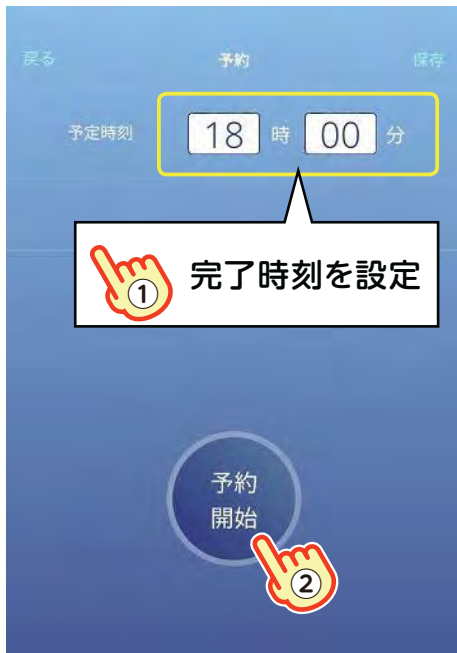 戻る 予約 保存
予定時刻 18 時 00 分
① 完了時刻を設定
予約
開始
②